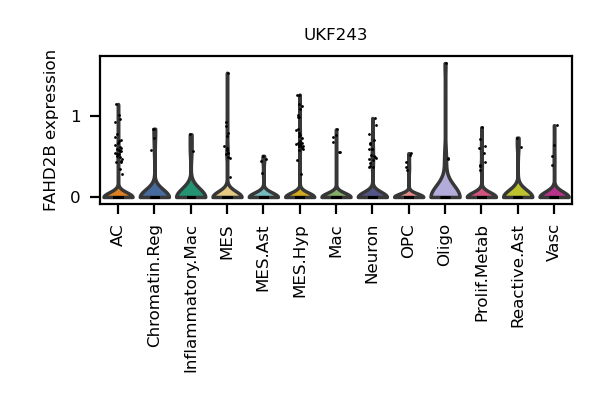 UKF243
FAHD2B expression
1
0
AC
Chromatin.Reg
Inflammatory.Mac
MES
MES.Ast
MES.Hyp
Mac
Neuron
OPC
Oligo
Prolif.Metab
Reactive.Ast
Vasc